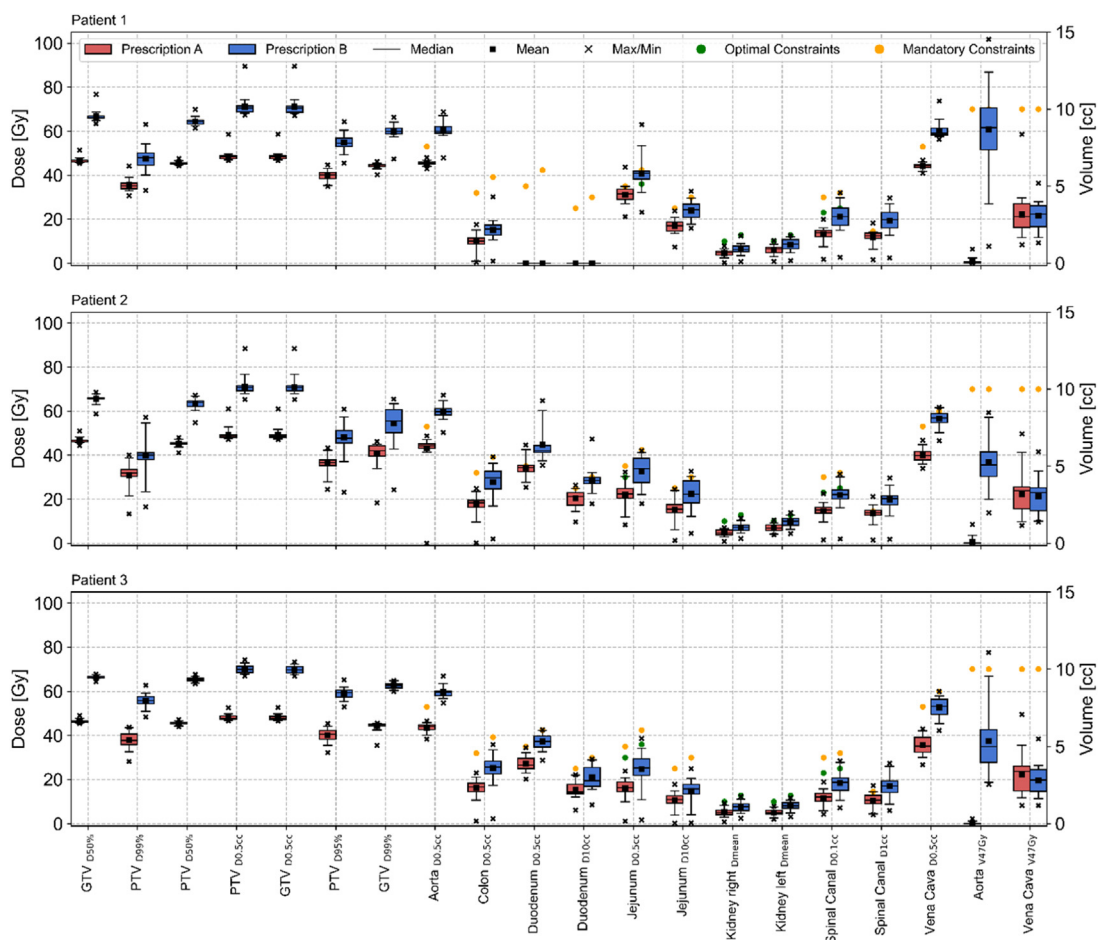 Patient 1
Prescription A Prescription B Median Mean Max/Min Optimal Constraints Mandatory Constraints
100
80
60
40
20
0
Dose [Gy]
15
10
5
0
Volume [cc]
Patient 2
100
80
60
40
20
0
Dose [Gy]
15
10
5
0
Volume [cc]
Patient 3
100
80
60
40
20
0
Dose [Gy]
15
10
5
0
Volume [cc]
GTV D50%
PTV D99%
PTV D50%
PTV D0.5cc
GTV D0.5cc
PTV D95%
GTV D99%
Aorta D0.5cc
Colon D0.5cc
Duodenum D0.5cc
Duodenum D10cc
Jejunum D0.5cc
Jejunum D10cc
Kidney right Dmean
Kidney left Dmean
Spinal Canal D0.1cc
Spinal Canal D1cc
Vena Cava D0.5cc
Aorta V47Gy
Vena Cava V47Gy